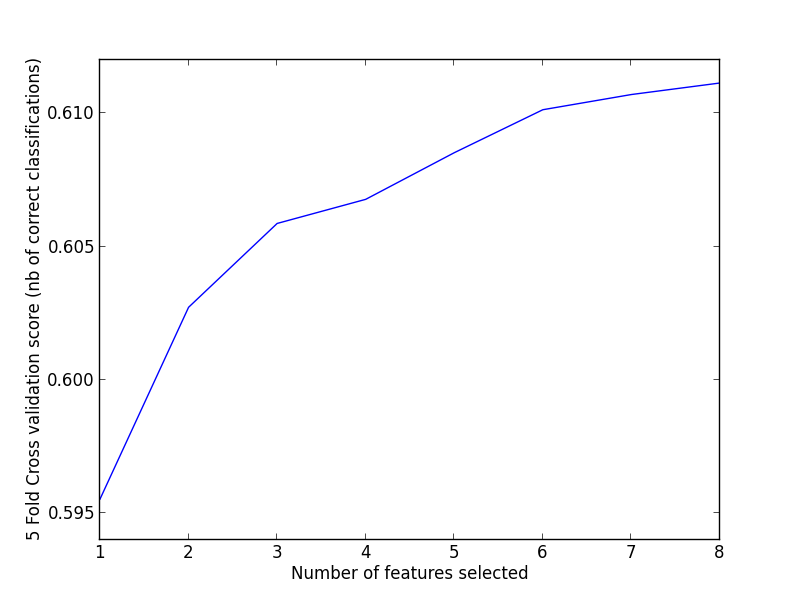 5 Fold Cross validation score (nb of correct classifications)
0.610
0.605
0.600
0.595
1 2 3 4 5 6 7 8
Number of features selected